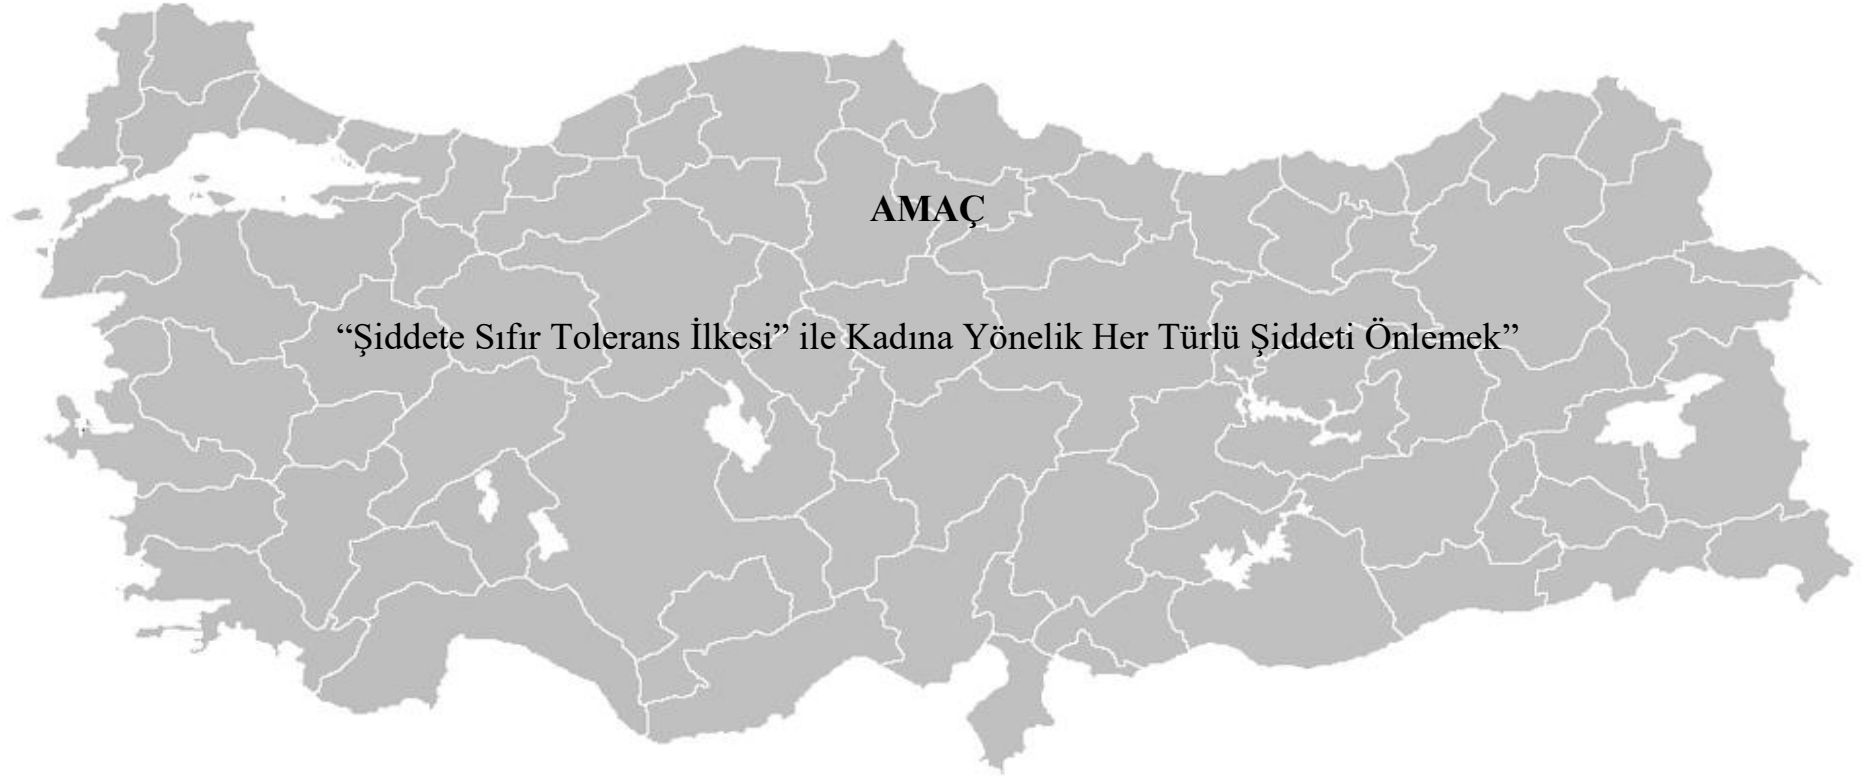 AMAÇ
“Şiddete Sıfır Tolerans İlkesi” ile Kadına Yönelik Her Türlü Şiddeti Önlemek”